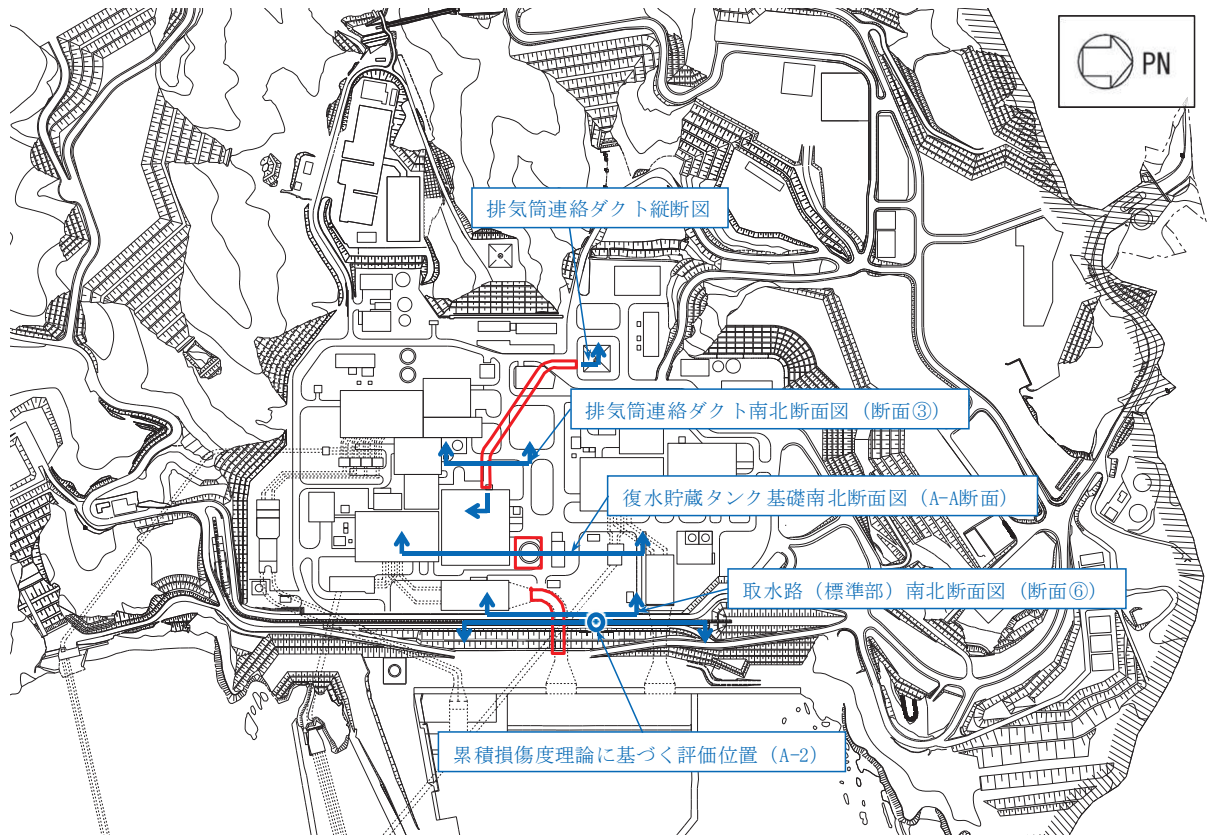 PN
排気筒連絡ダクト縦断図
排気筒連絡ダクト南北断面図（断面③）
復水貯蔵タンク基礎南北断面図（A-A断面）
取水路（標準部）南北断面図（断面⑥）
累積損傷度理論に基づく評価位置（A-2）